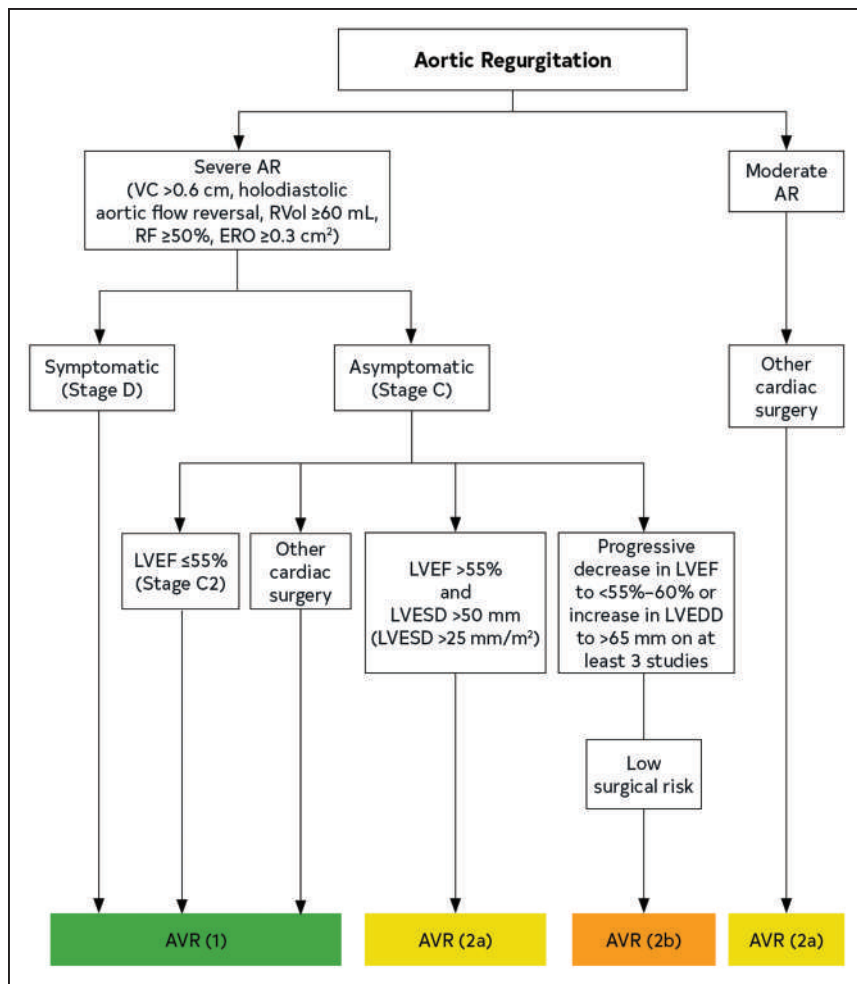 Aortic Regurgitation
Severe AR
(VC >0.6 cm, holodiastolic
aortic flow reversal, RVol ≥60 mL,
RF ≥50%, ERO ≥0.3 cm²)
Moderate
AR
Symptomatic
(Stage D)
Asymptomatic
(Stage C)
Other
cardiac
surgery
LVEF ≤55%
(Stage C2)
Other
cardiac
surgery
LVEF >55%
and
LVESD >50 mm
(LVESD >25 mm/m²)
Progressive
decrease in LVEF
to <55%–60% or
increase in LVEDD
to >65 mm on at
least 3 studies
Low
surgical risk
AVR (1)
AVR (2a)
AVR (2b)
AVR (2a)